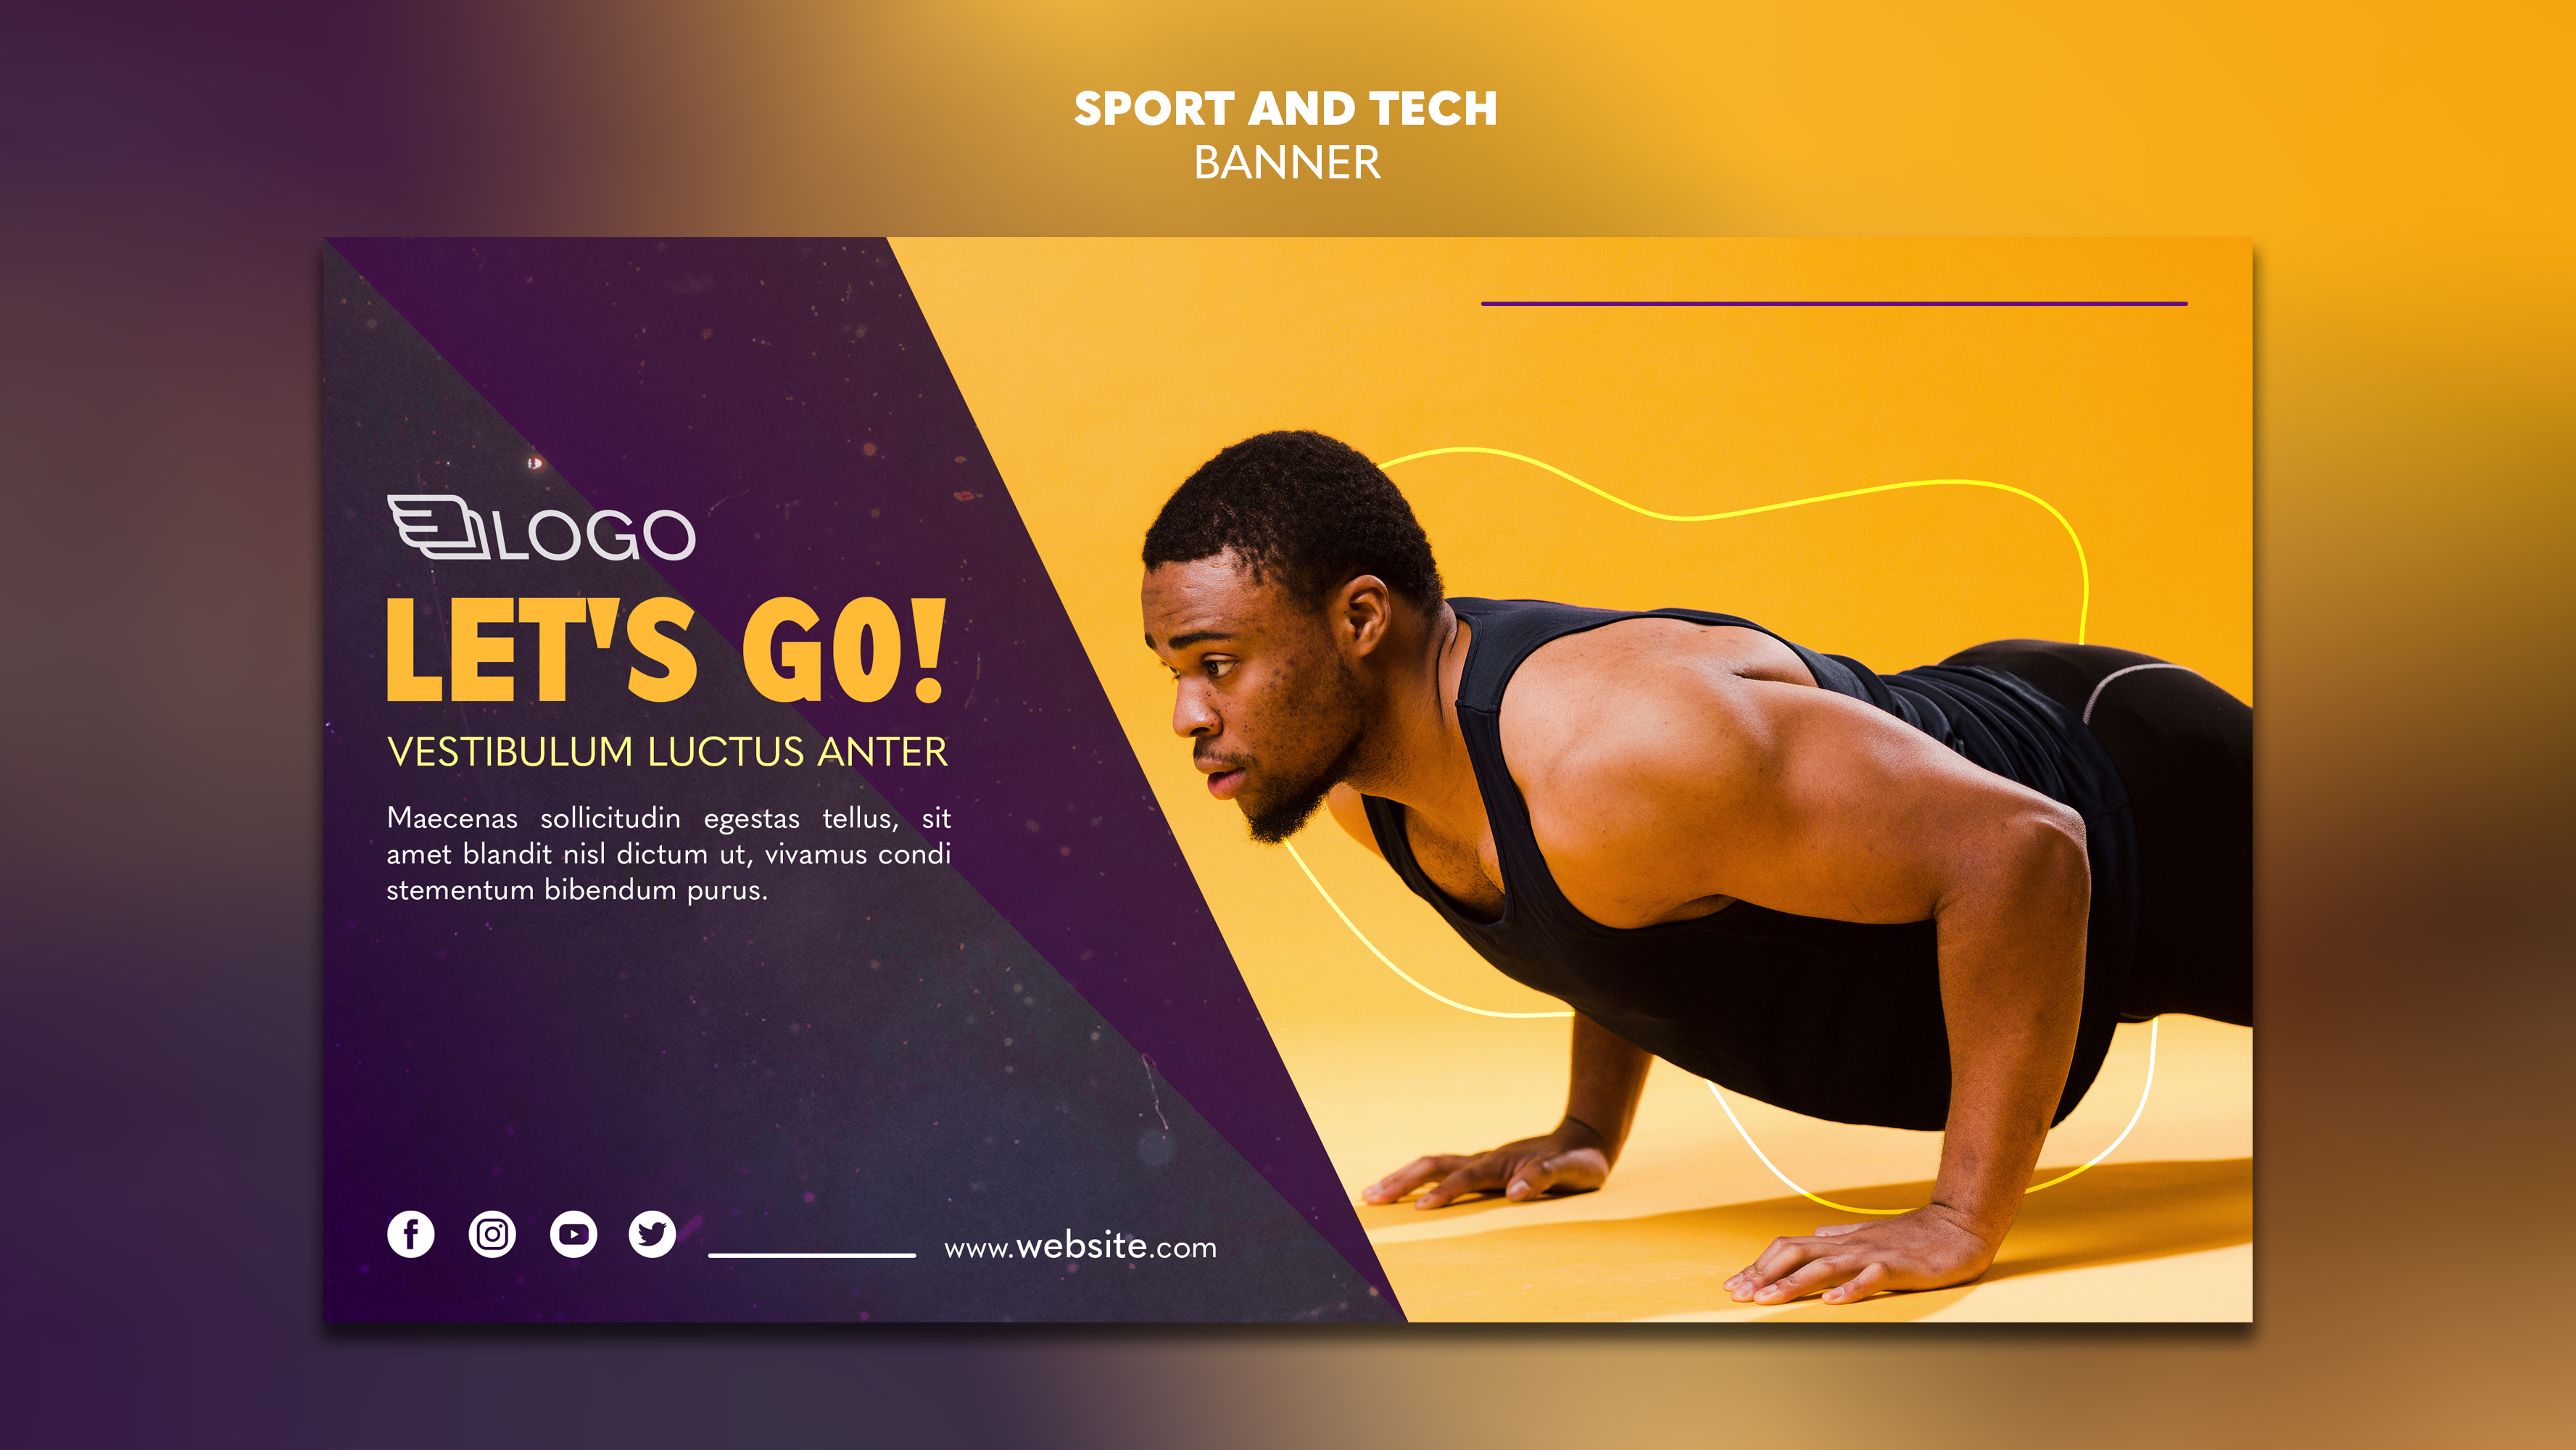 SPORT AND TECH
BANNER
LOGO
LET'S GO!
VESTIBULUM LUCTUS ANTER
Maecenas sollicitudin egestas tellus, sit
amet blandit nisl dictum ut, vivamus condi
stementum bibendum purus.
www.website.com